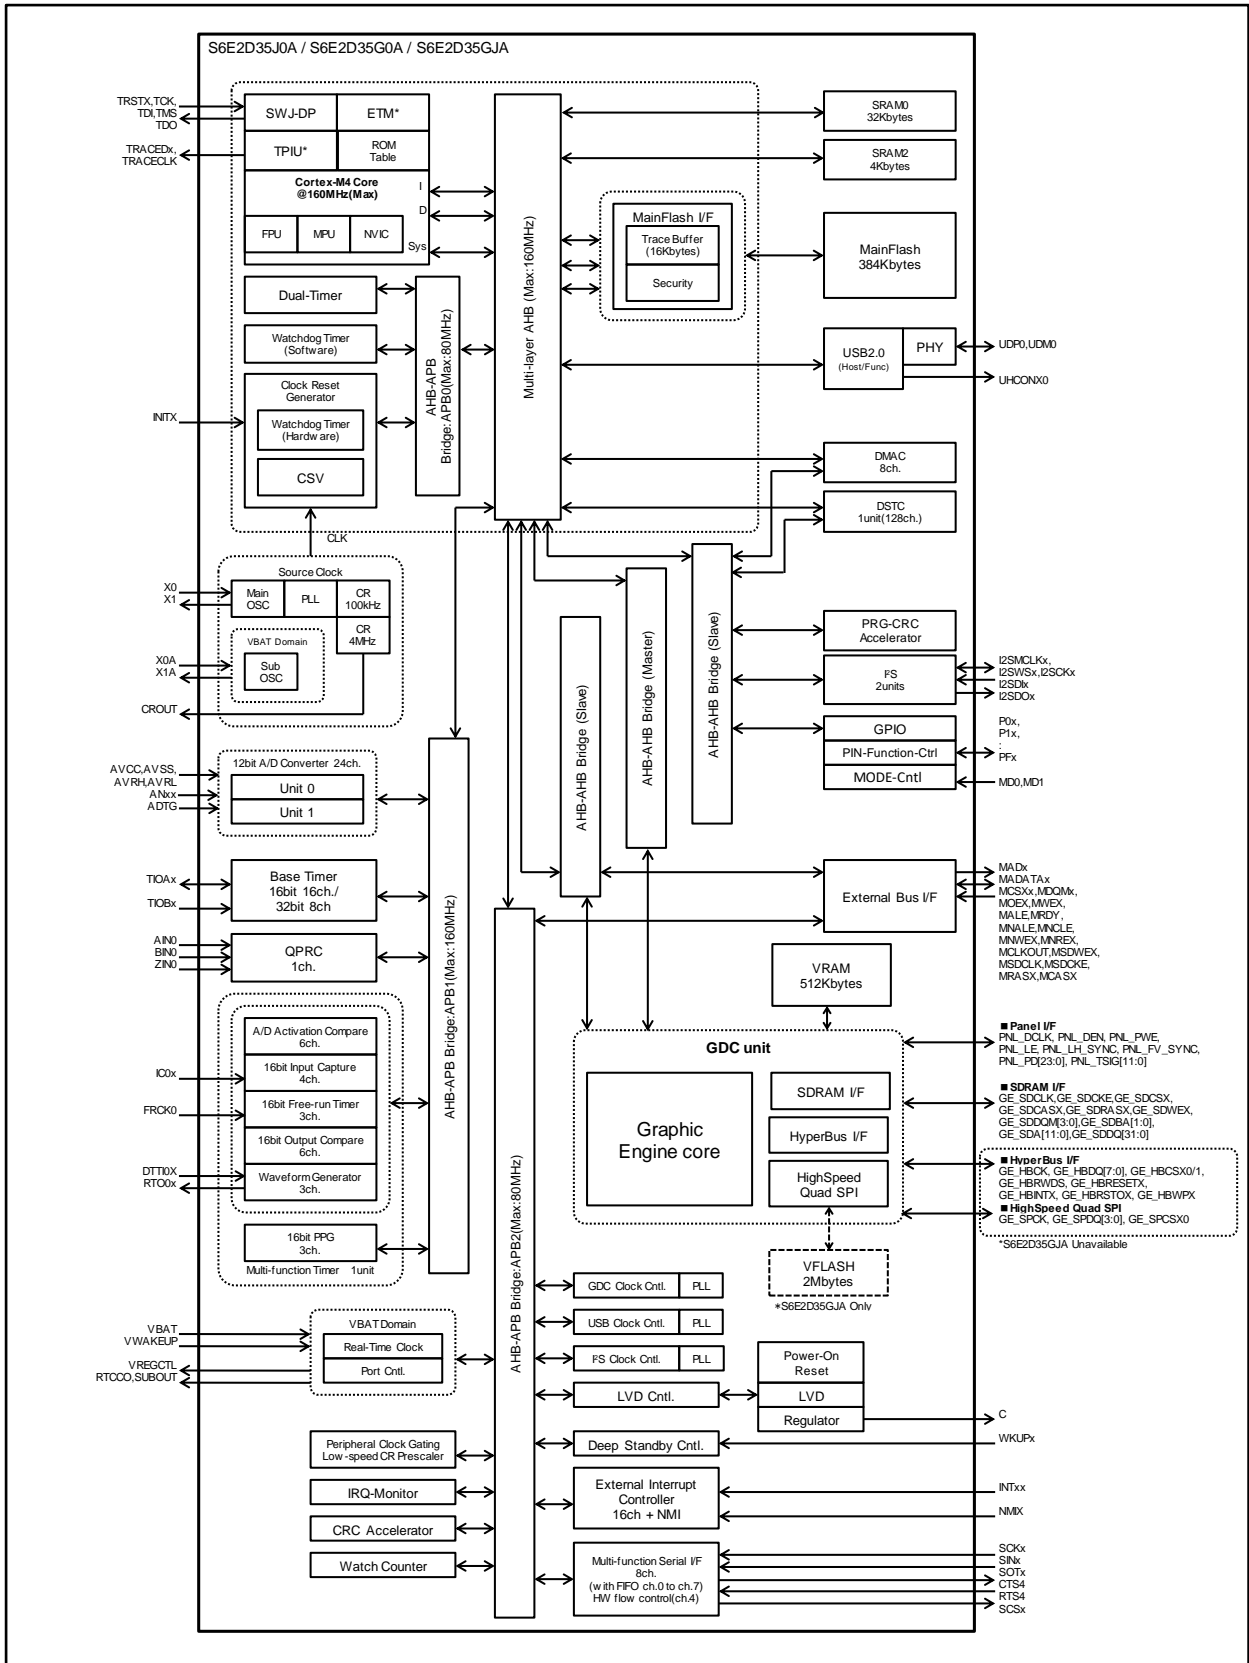 S6E2D35J0A / S6E2D35G0A / S6E2D35GJA
TRSTX,TCK,
TDI,TMS
TDO
TRACEDx,
TRACECLK
SWJ-DP
ETM*
TPIU*
ROM
Table
Cortex-M4 Core
@160MHz(Max)
FPU
MPU
NVIC
I
D
Sys
Dual-Timer
Watchdog Timer
(Software)
Clock Reset
Generator
Watchdog Timer
(Hardware)
CSV
INITX
AHB-APB
Bridge:APB0(Max:80MHz)
Multi-layer AHB (Max:160MHz)
MainFlash I/F
Trace Buffer
(16Kbytes)
Security
SRAM0
32Kbytes
SRAM2
4Kbytes
MainFlash
384Kbytes
USB2.0
(Host/Func)
PHY
UDP0,UDM0
UHCONX0
DMAC
8ch.
DSTC
1unit(128ch.)
CLK
Source Clock
Main
OSC
PLL
CR
100kHz
CR
4MHz
VBAT Domain
Sub
OSC
X0
X1
X0A
X1A
CROUT
AHB-AHB Bridge (Slave)
AHB-AHB Bridge (Master)
AHB-AHB Bridge (Slave)
PRG-CRC
Accelerator
I²S
2units
GPIO
PIN-Function-Ctrl
MODE-Cntl
I2SMCLKx,
I2SWSx,I2SCKx
I2SDIx
I2SDOx
P0x,
P1x,
:
PFx
MD0,MD1
AVCC,AVSS,
AVRH,AVRL
ANxx
ADTG
12bit A/D Converter 24ch.
Unit 0
Unit 1
TIOAx
TIOBx
Base Timer
16bit 16ch./
32bit 8ch
AIN0
BIN0
ZIN0
QPRC
1ch.
AHB-APB Bridge:APB1(Max:160MHz)
External Bus I/F
MADx
MADATAx
MCSXx,MDQMx,
MOEX,MWEX,
MALE,MRDY,
MNALE,MNCLE,
MNWEX,MNREX,
MCLKOUT,MSDWEX,
MSDCLK,MSDCKE,
MRASX,MCASX
VRAM
512Kbytes
A/D Activation Compare
6ch.
16bit Input Capture
4ch.
16bit Free-run Timer
3ch.
16bit Output Compare
6ch.
Waveform Generator
3ch.
16bit PPG
3ch.
Multi-function Timer 1unit
IC0x
FRCK0
DTTI0X
RTO0x
GDC unit
Graphic
Engine core
SDRAM I/F
HyperBus I/F
HighSpeed
Quad SPI
VFLASH
2Mbytes
*S6E2D35GJA Only
■Panel I/F
PNL_DCLK, PNL_DEN, PNL_PWE,
PNL_LE, PNL_LH_SYNC, PNL_FV_SYNC,
PNL_PD[23:0], PNL_TSIG[11:0]
■SDRAM I/F
GE_SDCLK,GE_SDCKE,GE_SDCSX,
GE_SDCASX,GE_SDRASX,GE_SDWEX,
GE_SDDQM[3:0],GE_SDBA[1:0],
GE_SDA[11:0],GE_SDDQ[31:0]
■HyperBus I/F
GE_HBCK, GE_HBDQ[7:0], GE_HBCSX0/1,
GE_HBRWDS, GE_HBRESETX,
GE_HBINTX, GE_HBRSTOX, GE_HBWPX
■HighSpeed Quad SPI
GE_SPCK, GE_SPDQ[3:0], GE_SPCSX0
*S6E2D35GJA Unavailable
AHB-APB Bridge:APB2(Max:80MHz)
GDC Clock Cntl.
PLL
USB Clock Cntl.
PLL
I²S Clock Cntl.
PLL
LVD Cntl.
Power-On
Reset
LVD
Regulator
C
Deep Standby Cntl.
WKUPx
VBAT
VWAKEUP
VREGCTL
RTCCO,SUBOUT
VBAT Domain
Real-Time Clock
Port Cntl.
Peripheral Clock Gating
Low-speed CR Prescaler
IRQ-Monitor
CRC Accelerator
Watch Counter
External Interrupt
Controller
16ch + NMI
INTxx
NMIX
Multi-function Serial I/F
8ch.
(with FIFO ch.0 to ch.7)
HW flow control(ch.4)
SCKx
SINx
SOTx
CTS4
RTS4
SCSx